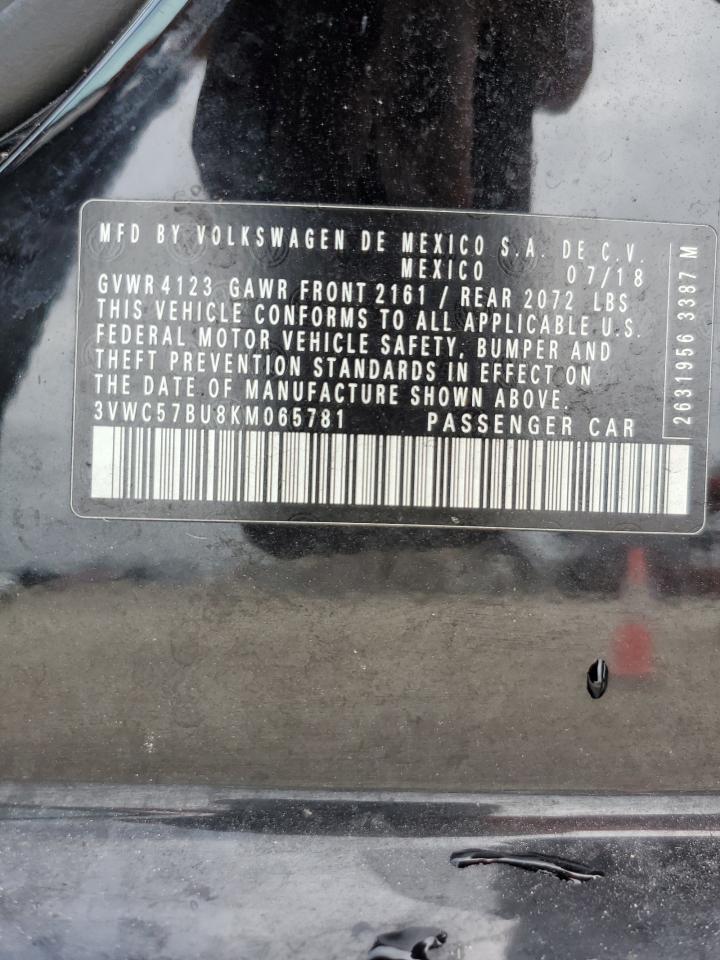 MFD BY VOLKSWAGEN DE MEXICO S.A. DE C.V.
MEXICO 07/18
GVWR 4123 GAWR FRONT 2161 / REAR 2072 LBS
THIS VEHICLE CONFORMS TO ALL APPLICABLE U.S.
FEDERAL MOTOR VEHICLE SAFETY, BUMPER AND
THEFT PREVENTION STANDARDS IN EFFECT ON
THE DATE OF MANUFACTURE SHOWN ABOVE.
3VWC57BU8KM065781 PASSENGER CAR
2631956 3387 M